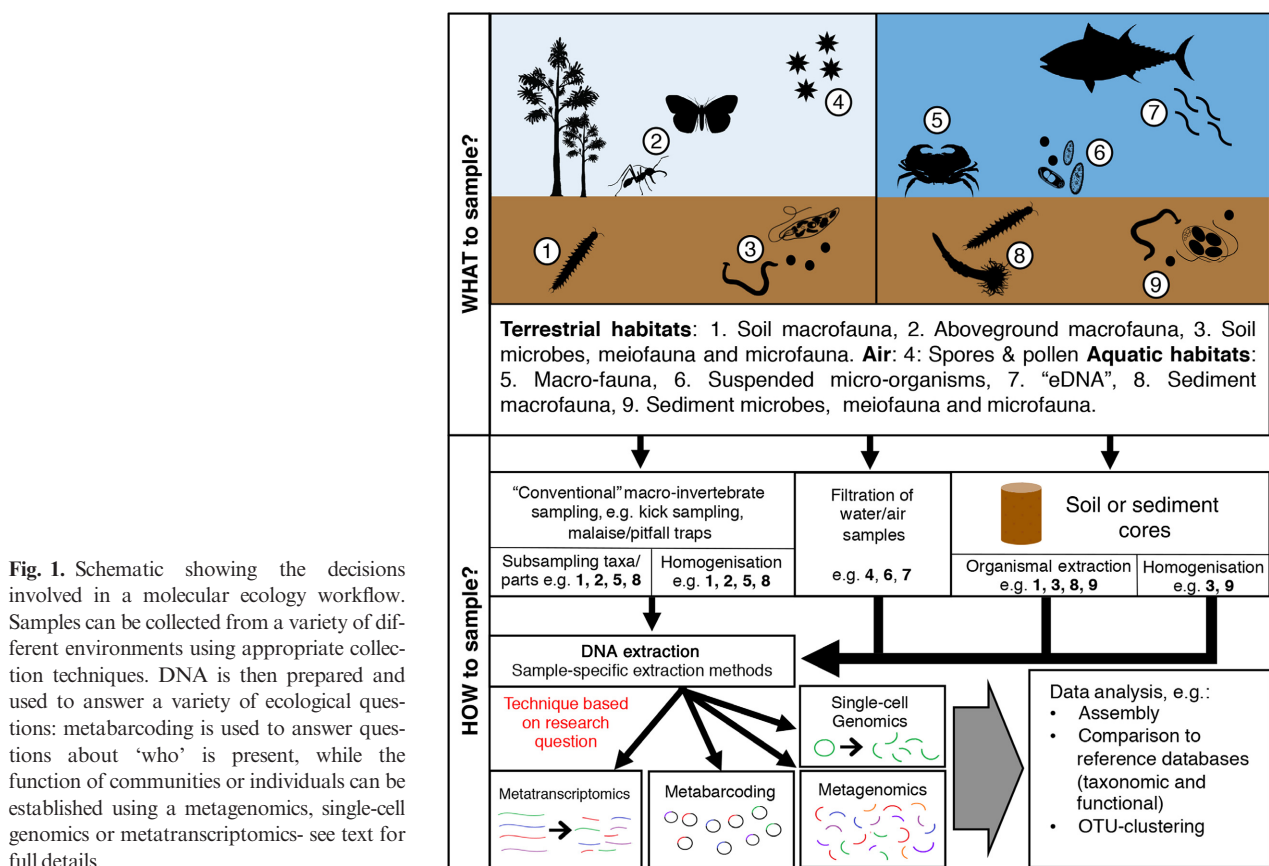 WHAT to sample?
1
2
3
4
5
6
7
8
9
Terrestrial habitats: 1. Soil macrofauna, 2. Aboveground macrofauna, 3. Soil
microbes, meiofauna and microfauna. Air: 4: Spores & pollen Aquatic habitats:
5. Macro-fauna, 6. Suspended micro-organisms, 7. “eDNA”, 8. Sediment
macrofauna, 9. Sediment microbes, meiofauna and microfauna.
HOW to sample?
“Conventional” macro-invertebrate
sampling, e.g. kick sampling,
malaise/pitfall traps
Subsampling taxa/
parts e.g. 1, 2, 5, 8
Homogenisation
e.g. 1, 2, 5, 8
Filtration of
water/air
samples
e.g. 4, 6, 7
Soil or sediment
cores
Organismal extraction
e.g. 1, 3, 8, 9
Homogenisation
e.g. 3, 9
DNA extraction
Sample-specific extraction methods
Technique based
on research
question
Single-cell
Genomics
Metatranscriptomics
Metabarcoding
Metagenomics
Data analysis, e.g.:
• Assembly
• Comparison to
reference databases
(taxonomic and
functional)
• OTU-clustering
Fig. 1. Schematic showing the decisions
involved in a molecular ecology workflow.
Samples can be collected from a variety of dif-
ferent environments using appropriate collec-
tion techniques. DNA is then prepared and
used to answer a variety of ecological ques-
tions: metabarcoding is used to answer ques-
tions about ‘who’ is present, while the
function of communities or individuals can be
established using a metagenomics, single-cell
genomics or metatranscriptomics- see text for
full details.